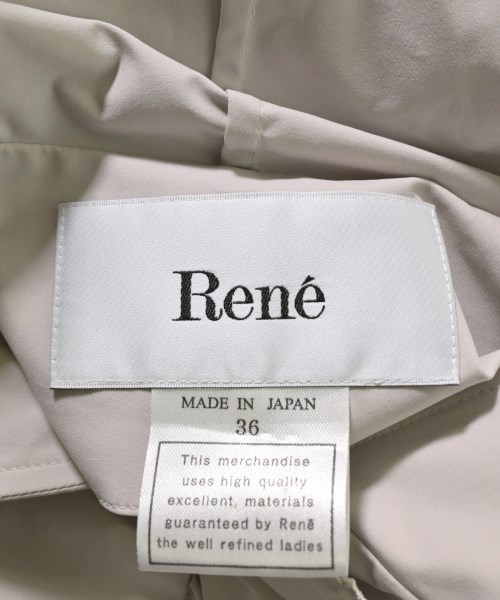 René
MADE IN JAPAN
36
This merchandise
uses high quality
excellent, materials
guaranteed by René
the well refined ladies